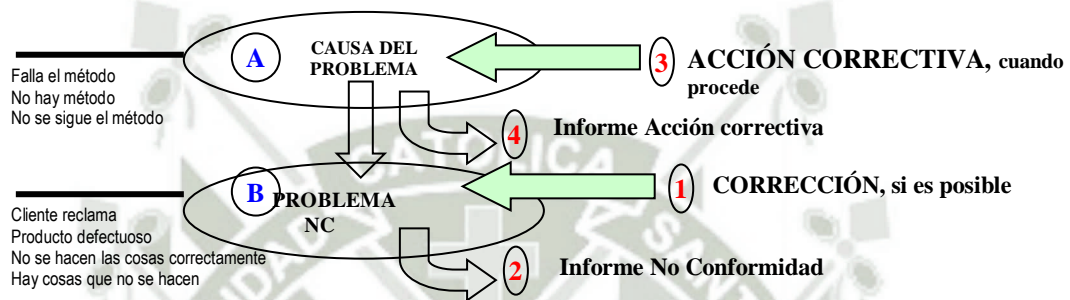 A
CAUSA DEL
PROBLEMA
3
ACCIÓN CORRECTIVA, cuando
procede
Falla el método
No hay método
No se sigue el método
4
Informe Acción correctiva
CATÓLICA
B
PROBLEMA
NC
1
CORRECCIÓN, si es posible
Cliente reclama
Producto defectuoso
No se hacen las cosas correctamente
Hay cosas que no se hacen
2
Informe No Conformidad